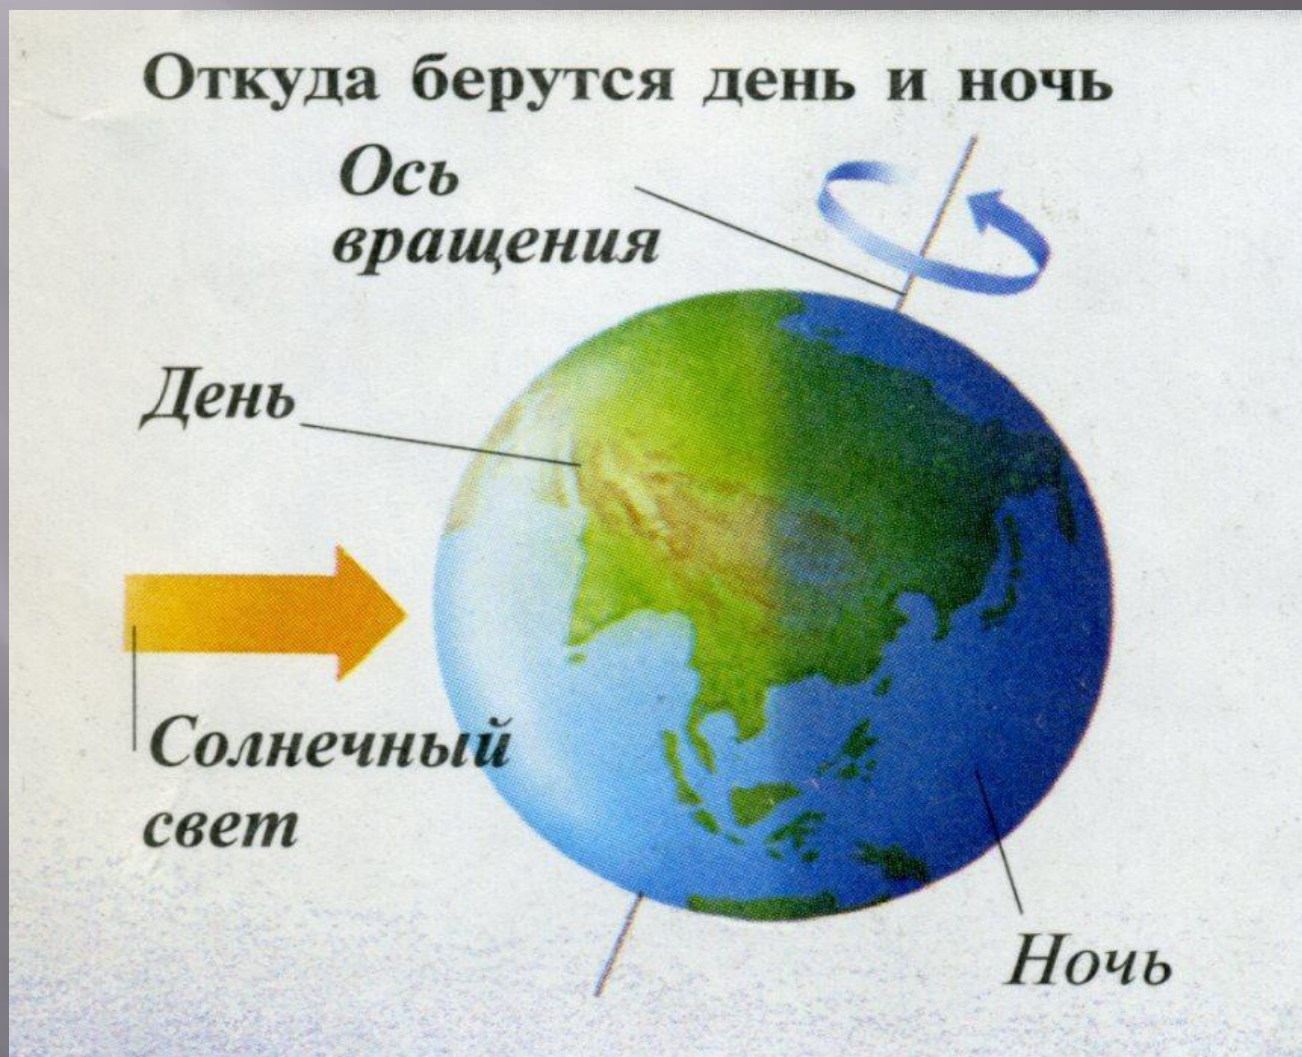 Откуда берутся день и ночь
Ось
вращения
День
Солнечный
свет
Ночь